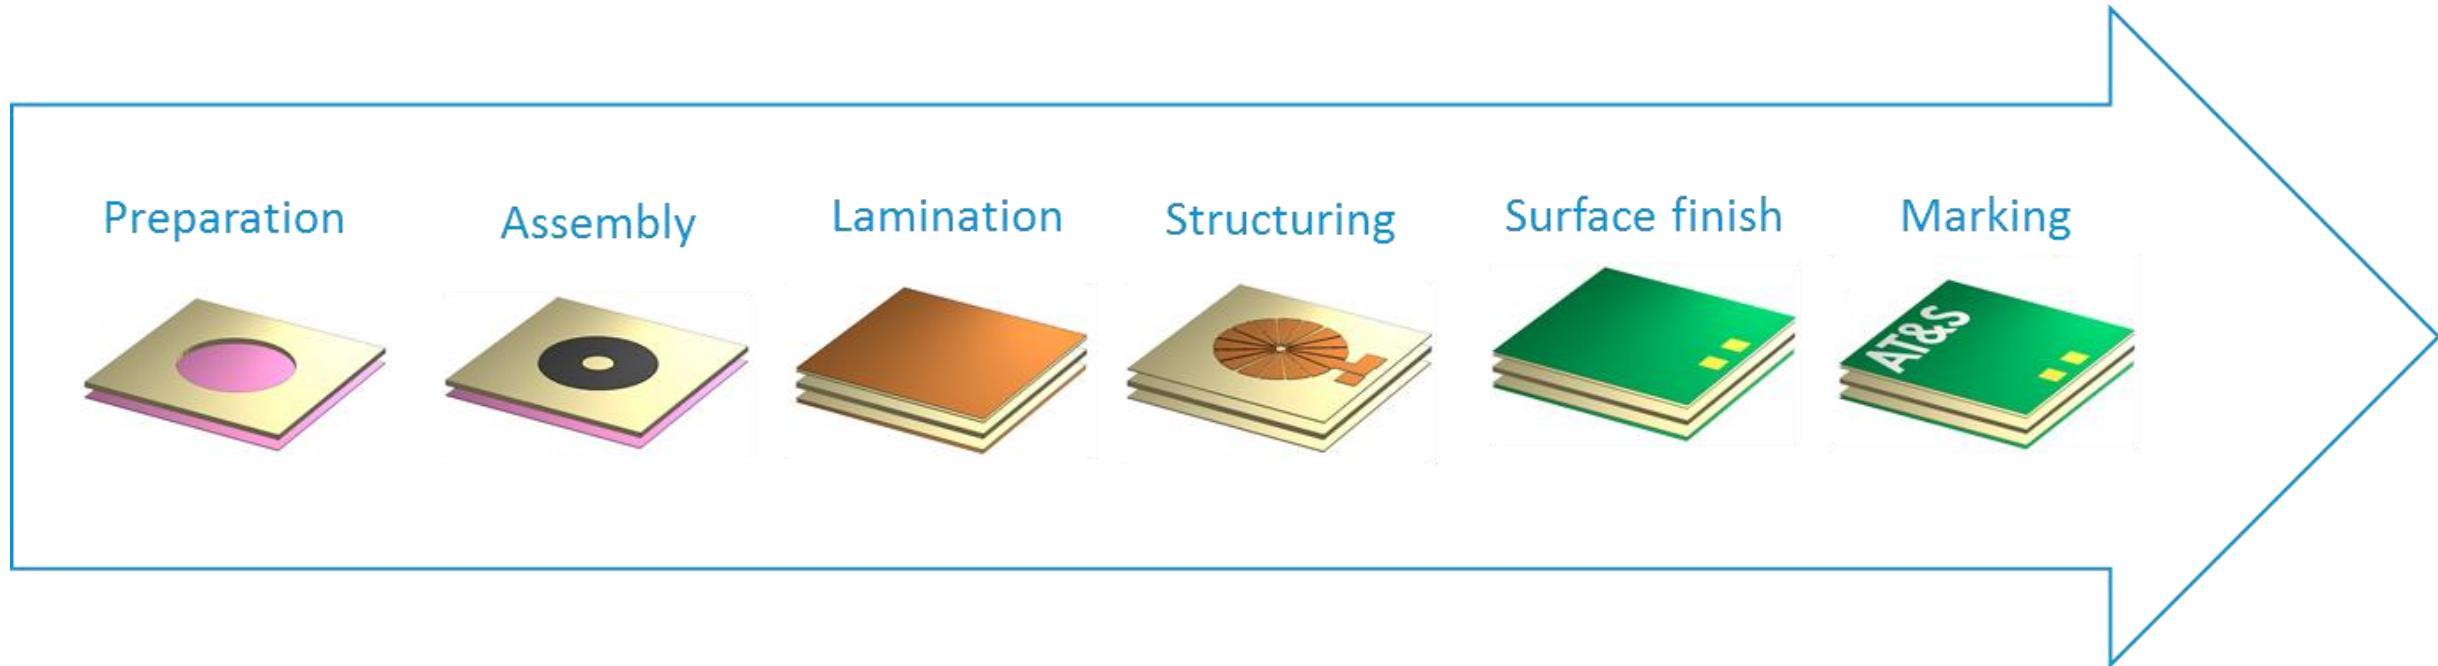 Preparation
Assembly
Lamination
Structuring
Surface finish
Marking
AT&S